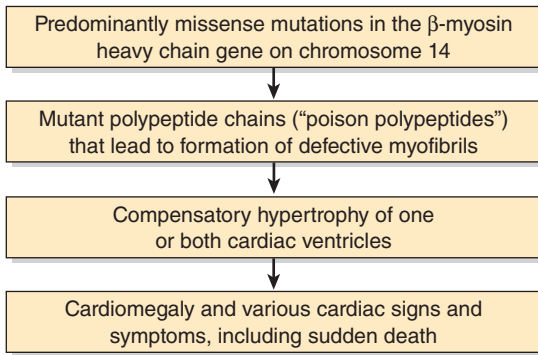 Predominantly missense mutations in the β-myosin
heavy chain gene on chromosome 14
Mutant polypeptide chains (“poison polypeptides”)
that lead to formation of defective myofibrils
Compensatory hypertrophy of one
or both cardiac ventricles
Cardiomegaly and various cardiac signs and
symptoms, including sudden death